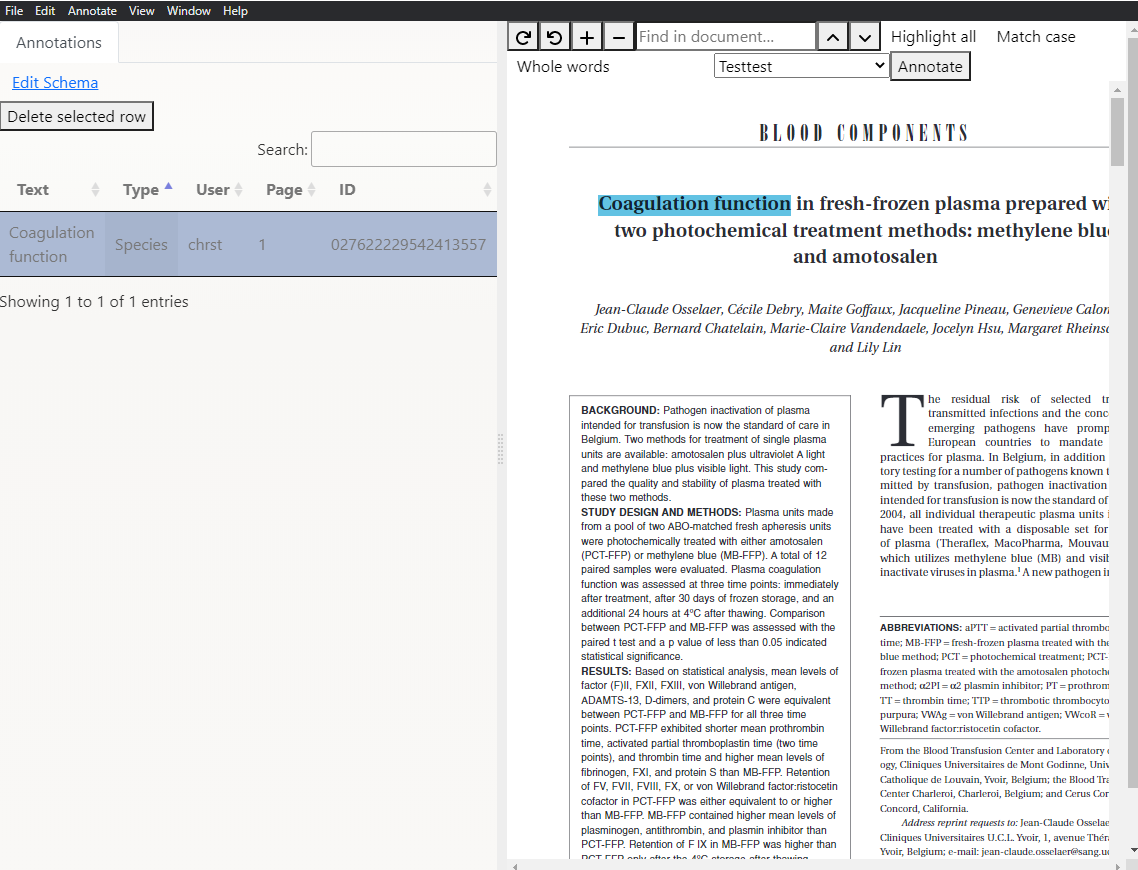 File Edit Annotate View Window Help
Annotations
Edit Schema
Delete selected row
Search:
Text Type User Page ID
Coagulation function Species chrst 1 027622229542413557
Showing 1 to 1 of 1 entries
Find in document... Highlight all Match case
Whole words Testtest Annotate
BLOOD COMPONENTS
Coagulation function in fresh-frozen plasma prepared wi
two photochemical treatment methods: methylene blu
and amotosalen
Jean-Claude Osselaer, Cécile Debry, Maite Goffaux, Jacqueline Pineau, Genevieve Calon
Eric Dubuc, Bernard Chatelain, Marie-Claire Vandendaele, Jocelyn Hsu, Margaret Rheins
and Lily Lin
BACKGROUND: Pathogen inactivation of plasma
intended for transfusion is now the standard of care in
Belgium. Two methods for treatment of single plasma
units are available: amotosalen plus ultraviolet A light
and methylene blue plus visible light. This study com-
pared the quality and stability of plasma treated with
these two methods.
STUDY DESIGN AND METHODS: Plasma units made
from a pool of two ABO-matched fresh apheresis units
were photochemically treated with either amotosalen
(PCT-FFP) or methylene blue (MB-FFP). A total of 12
paired samples were evaluated. Plasma coagulation
function was assessed at three time points: immediately
after treatment, after 30 days of frozen storage, and an
additional 24 hours at 4°C after thawing. Comparison
between PCT-FFP and MB-FFP was assessed with the
paired t test and a p value of less than 0.05 indicated
statistical significance.
RESULTS: Based on statistical analysis, mean levels of
factor (F)II, FXII, FXIII, von Willebrand antigen,
ADAMTS-13, D-dimers, and protein C were equivalent
between PCT-FFP and MB-FFP for all three time
points. PCT-FFP exhibited shorter mean prothrombin
time, activated partial thromboplastin time (two time
points), and thrombin time and higher mean levels of
fibrinogen, FXI, and protein S than MB-FFP. Retention
of FV, FVII, FVIII, FX, or von Willebrand factor:ristocetin
cofactor in PCT-FFP was either equivalent to or higher
than MB-FFP. MB-FFP contained higher mean levels of
plasminogen, antithrombin, and plasmin inhibitor than
PCT-FFP. Retention of F IX in MB-FFP was higher than
PCT-FFP only after the 4°C storage after thawing
The residual risk of selected tr
transmitted infections and the conc
emerging pathogens have promp
European countries to mandate
practices for plasma. In Belgium, in addition
tory testing for a number of pathogens known t
mitted by transfusion, pathogen inactivation
intended for transfusion is now the standard of
2004, all individual therapeutic plasma units i
have been treated with a disposable set for
of plasma (Theraflex, MacoPharma, Mouvau
which utilizes methylene blue (MB) and visib
inactivate viruses in plasma.¹ A new pathogen in
ABBREVIATIONS: aPTT = activated partial thrombo
time; MB-FFP = fresh-frozen plasma treated with the
blue method; PCT = photochemical treatment; PCT-
frozen plasma treated with the amotosalen photoch
method; α2PI = α2 plasmin inhibitor; PT = prothrom
TT = thrombin time; TTP = thrombotic thrombocyto
purpura; VWAg = von Willebrand antigen; VWcoR = v
Willebrand factor:ristocetin cofactor.
From the Blood Transfusion Center and Laboratory
ogy, Cliniques Universitaires de Mont Godinne, Univ
Catholique de Louvain, Yvoir, Belgium; the Blood Tra
Center Charleroi, Charleroi, Belgium; and Cerus Cor
Concord, California.
Address reprint requests to: Jean-Claude Osselae
Cliniques Universitaires U.C.L. Yvoir, 1, avenue Théra
Yvoir, Belgium; e-mail: jean-claude.osselaer@sang.uc